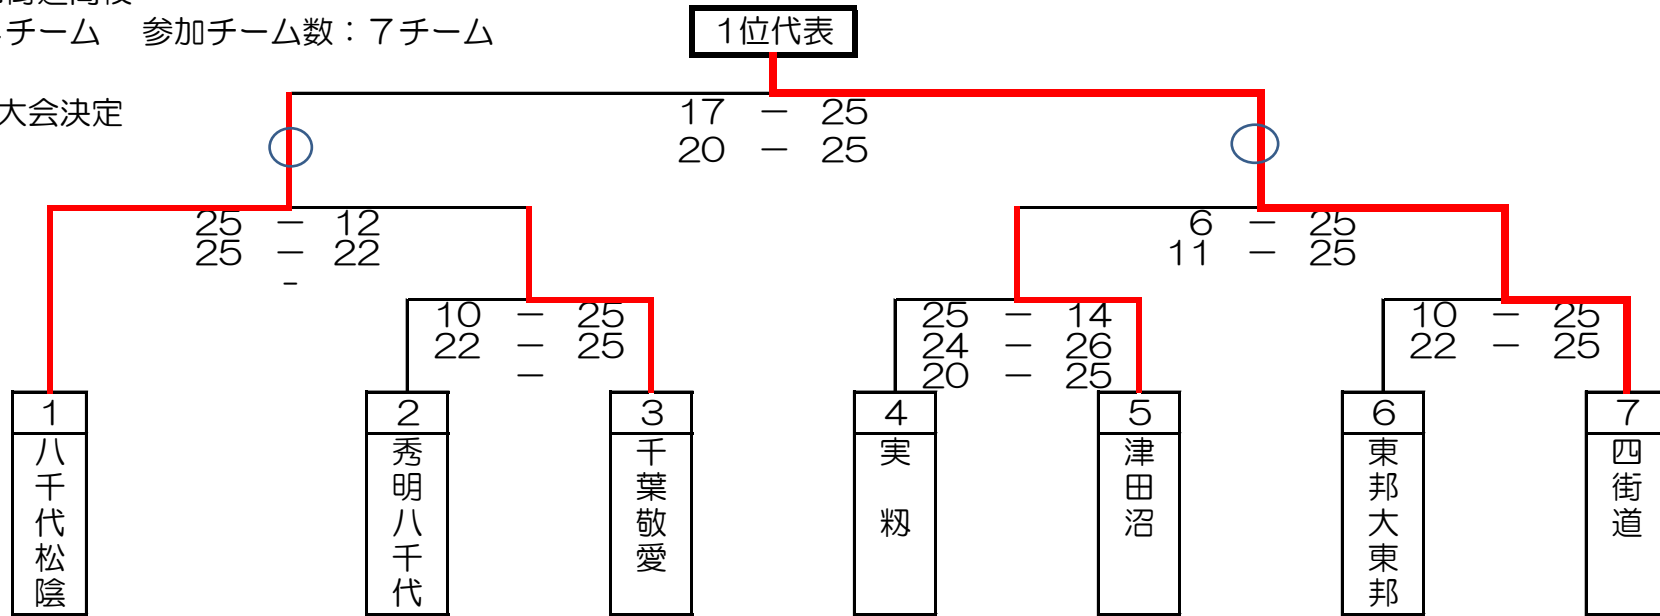 チーム 参加チーム数：７チーム
1位代表
大会決定
17 － 25
20 － 25
25 － 12
25 － 22
-
6 － 25
11 － 25
10 － 25
22 － 25
－
25 － 14
24 － 26
20 － 25
10 － 25
22 － 25
1
八千代松陰
2
秀明八千代
3
千葉敬愛
4
実籾
5
津田沼
6
東邦大東邦
7
四街道